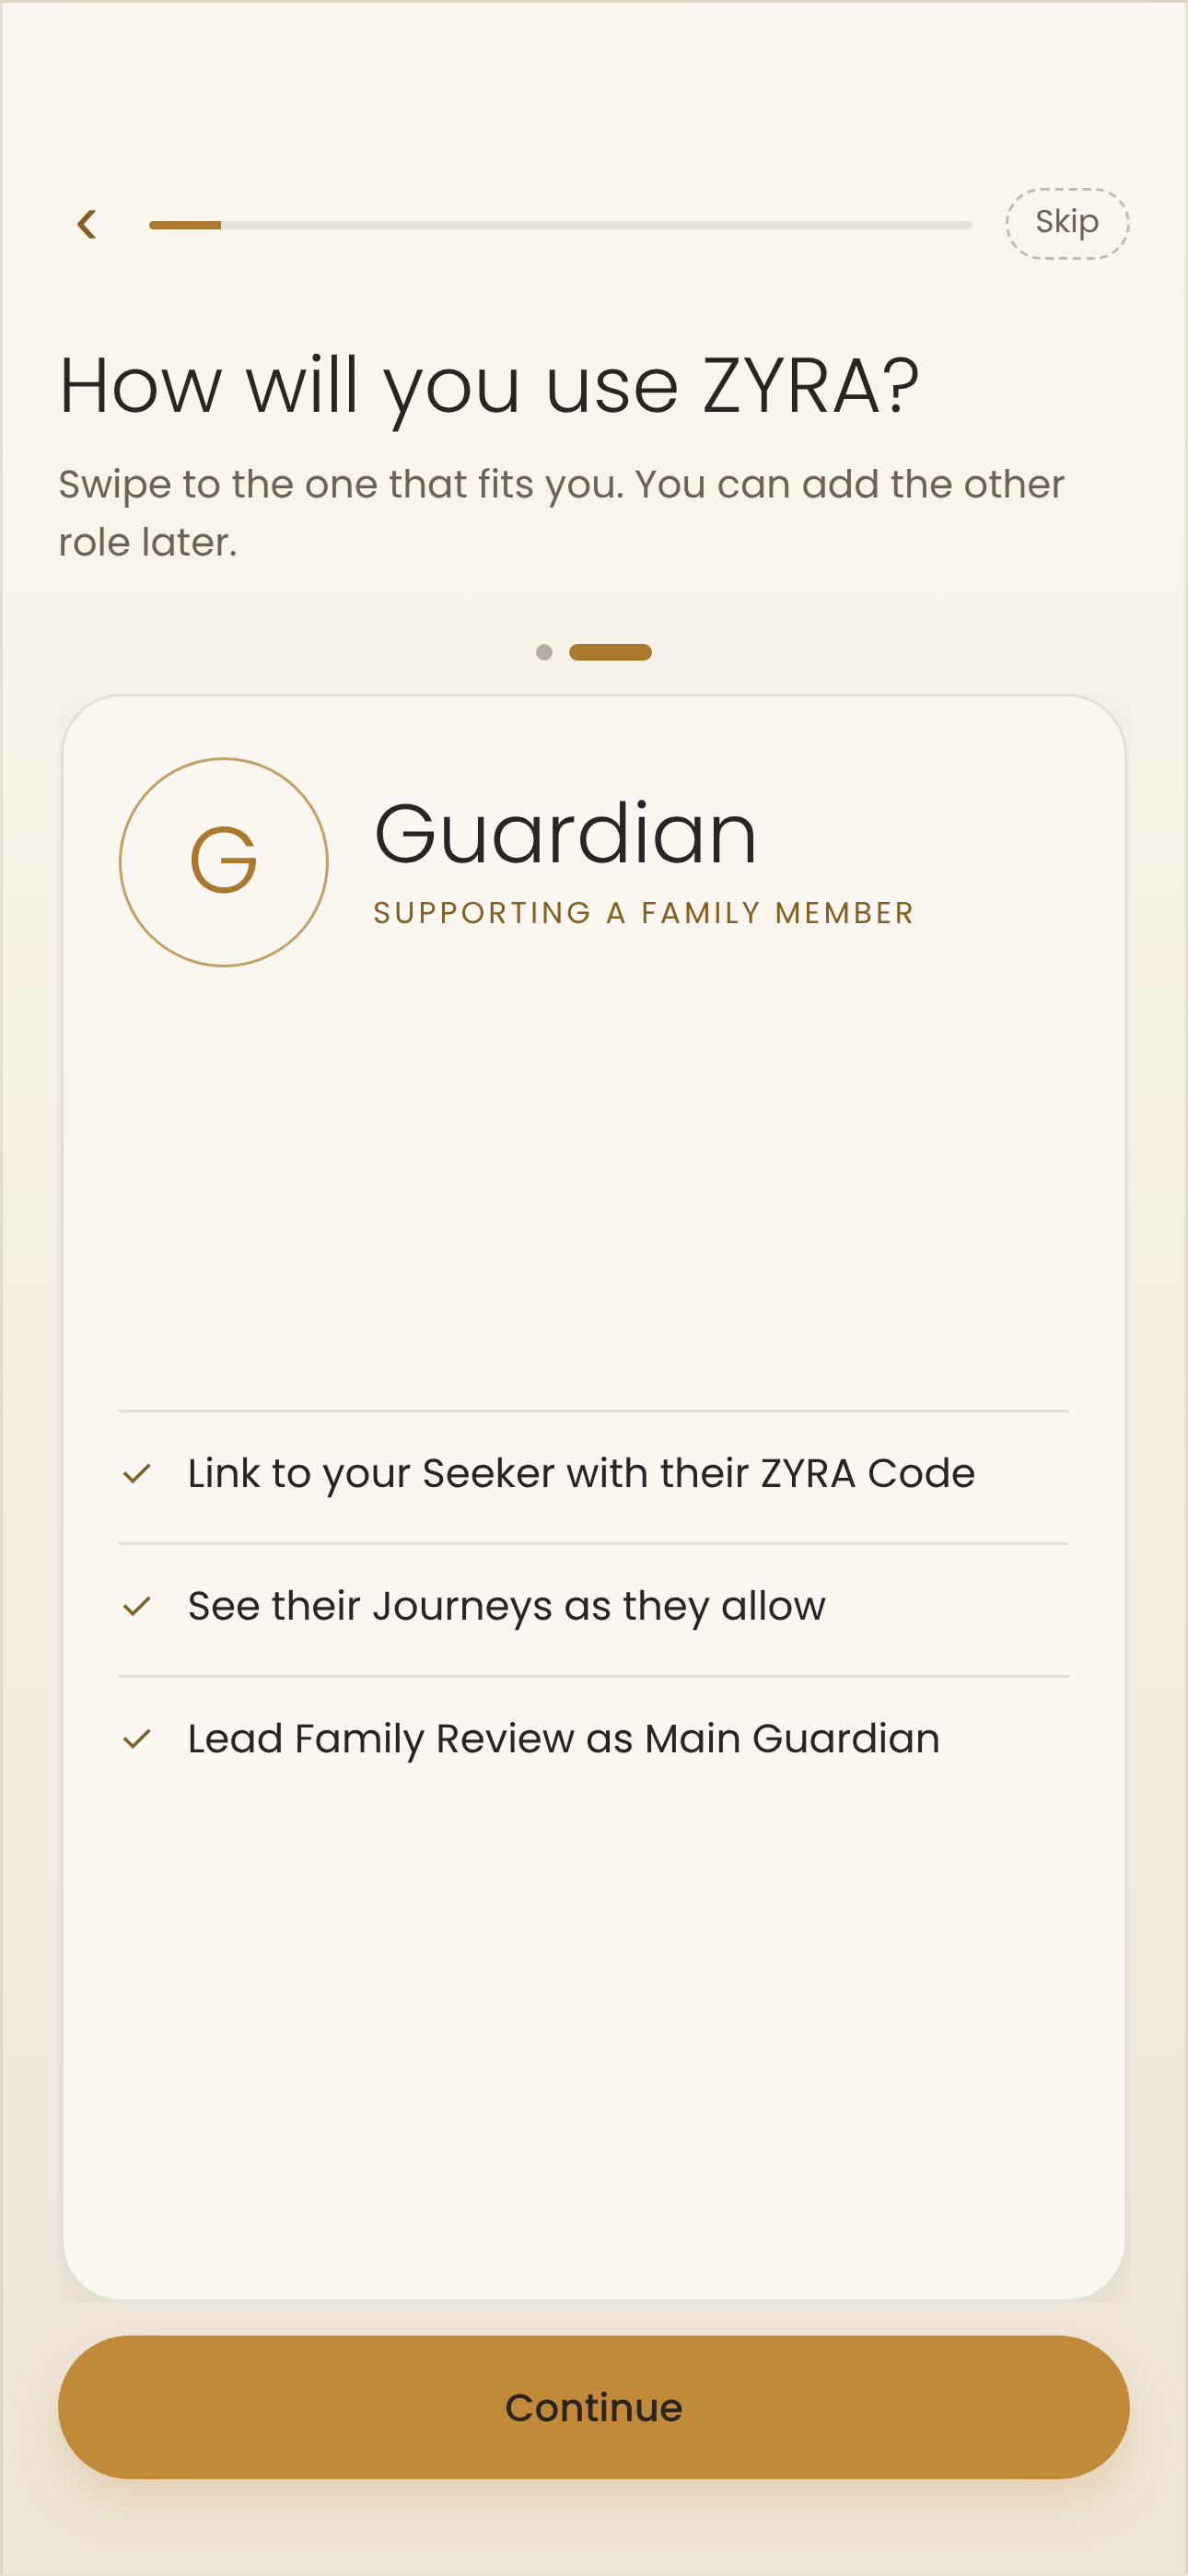 Skip
How will you use ZYRA?
Swipe to the one that fits you. You can add the other
role later.
G
Guardian
SUPPORTING A FAMILY MEMBER
Link to your Seeker with their ZYRA Code
See their Journeys as they allow
Lead Family Review as Main Guardian
Continue